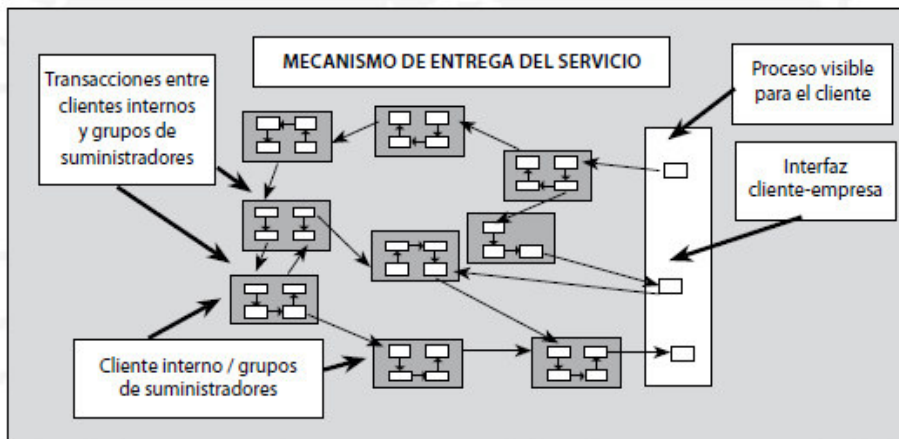 MECANISMO DE ENTREGA DEL SERVICIO
Transacciones entre
clientes internos
y grupos de
suministradores
Proceso visible
para el cliente
Interfaz
cliente-empresa
Cliente interno / grupos
de suministradores